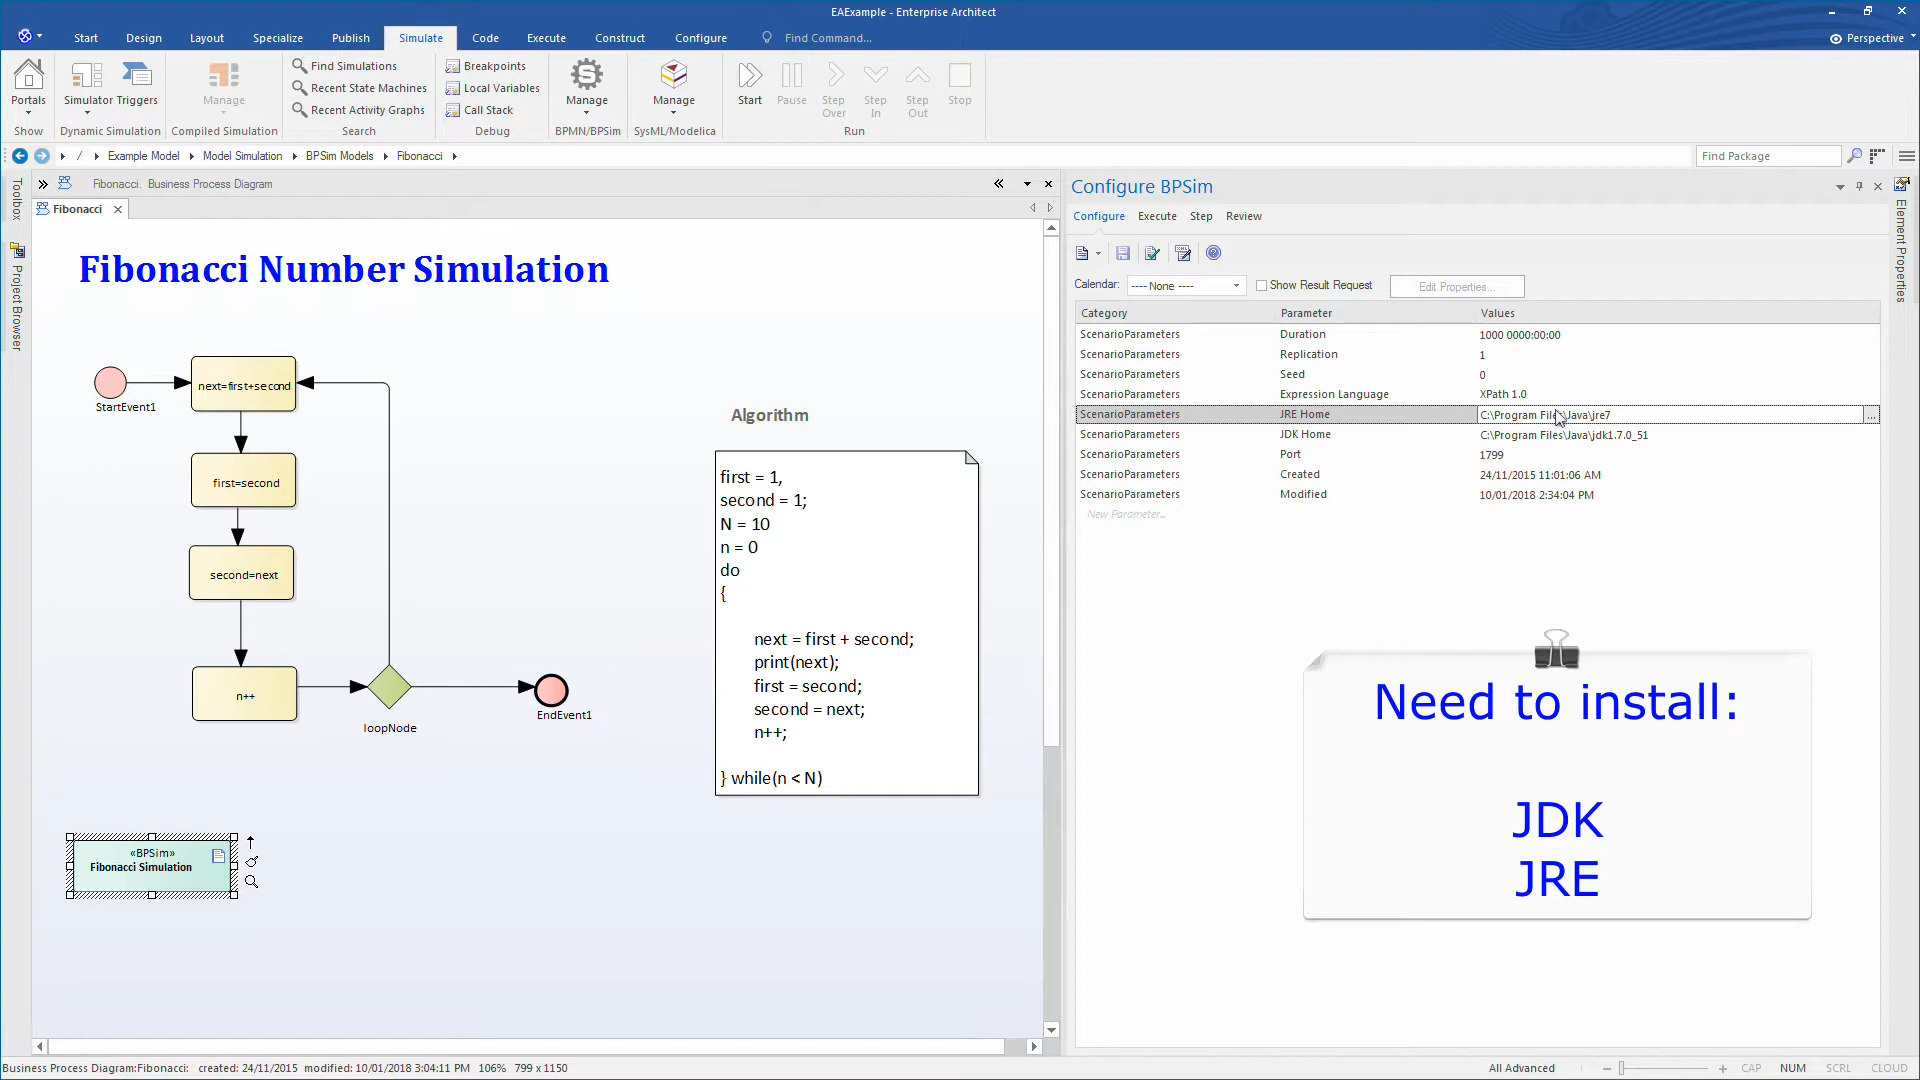 EAExample - Enterprise Architect
Start Design Layout Specialize Publish Simulate Code Execute Construct Configure Find Command... Perspective
Portals
Show
Simulator Triggers
Dynamic Simulation
Manage
Compiled Simulation
Find Simulations
Recent State Machines
Recent Activity Graphs
Search
Breakpoints
Local Variables
Call Stack
Debug
Manage
BPMN/BPSim
Manage
SysML/Modelica
Start
Pause
Step Over
Step In
Step Out
Stop
Run
/ Example Model Model Simulation BPSim Models Fibonacci
Find Package
Toolbox
Project Browser
Fibonacci. Business Process Diagram
Fibonacci
Fibonacci Number Simulation
StartEvent1
next=first+second
first=second
second=next
n++
loopNode
EndEvent1
«BPSim»
Fibonacci Simulation
Algorithm
first = 1,
second = 1;
N = 10
n = 0
do
{
next = first + second;
print(next);
first = second;
second = next;
n++;
} while(n < N)
Configure BPSim
Configure Execute Step Review
Calendar: ---- None ---- Show Result Request Edit Properties...
Category Parameter Values
ScenarioParameters Duration 1000 0000:00:00
ScenarioParameters Replication 1
ScenarioParameters Seed 0
ScenarioParameters Expression Language XPath 1.0
ScenarioParameters JRE Home C:\Program Files\Java\jre7 ...
ScenarioParameters JDK Home C:\Program Files\Java\jdk1.7.0_51
ScenarioParameters Port 1799
ScenarioParameters Created 24/11/2015 11:01:06 AM
ScenarioParameters Modified 10/01/2018 2:34:04 PM
New Parameter...
Need to install:
JDK
JRE
Element Properties
Business Process Diagram:Fibonacci: created: 24/11/2015 modified: 10/01/2018 3:04:11 PM 106% 799 x 1150
All Advanced CAP NUM SCRL CLOUD